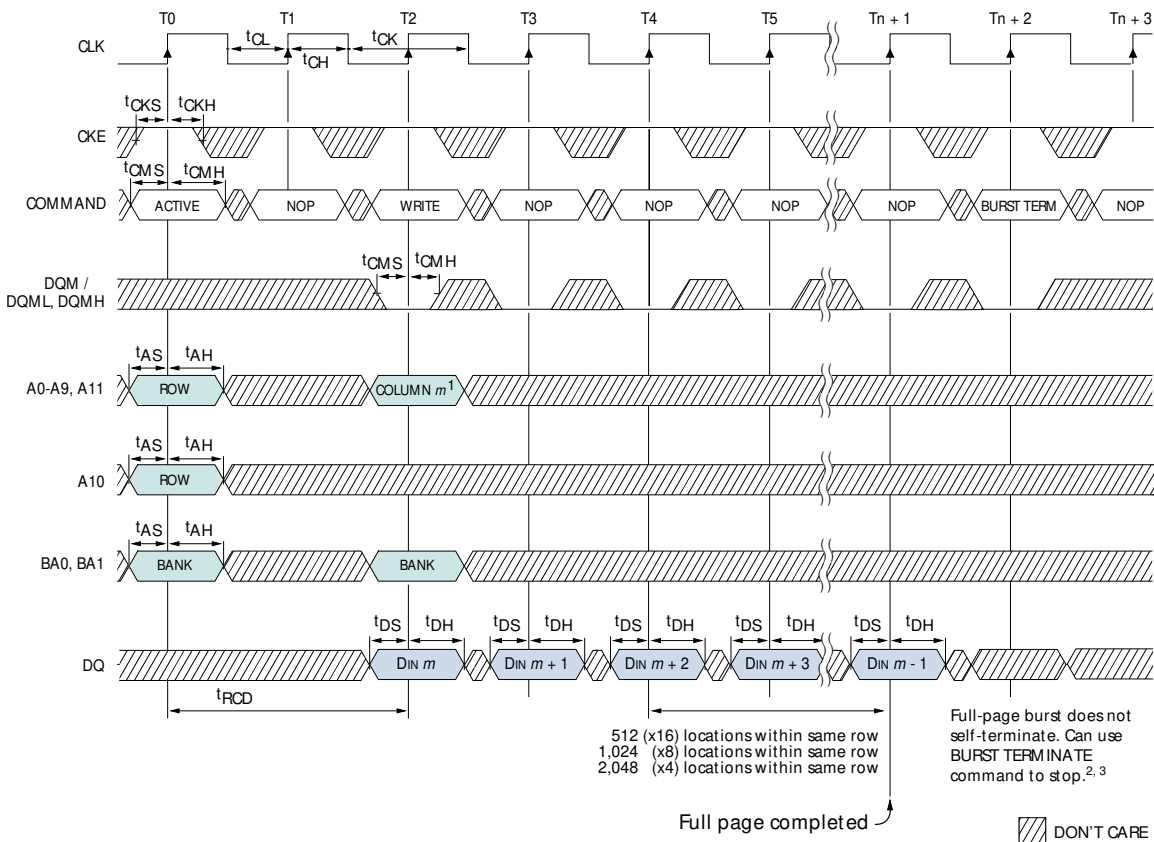 T0 T1 T2 T3 T4 T5 Tn + 1 Tn + 2 Tn + 3
CLK
tCL tCK
tCH
tCKS tCKH
CKE
tCMS tCMH
COMMAND ACTIVE NOP WRITE NOP NOP NOP NOP BURST TERM NOP
tCMS tCMH
DQM /
DQML, DQMH
tAS tAH
A0-A9, A11 ROW COLUMN m1
tAS tAH
A10 ROW
tAS tAH
BA0, BA1 BANK BANK
tDS tDH tDS tDH tDS tDH tDS tDH tDS tDH
DQ DIN m DIN m + 1 DIN m + 2 DIN m + 3 DIN m - 1
tRCD
512 (x16) locations within same row
1,024 (x8) locations within same row
2,048 (x4) locations within same row
Full-page burst does not
self-terminate. Can use
BURST TERMINATE
command to stop.2, 3
Full page completed
DON'T CARE